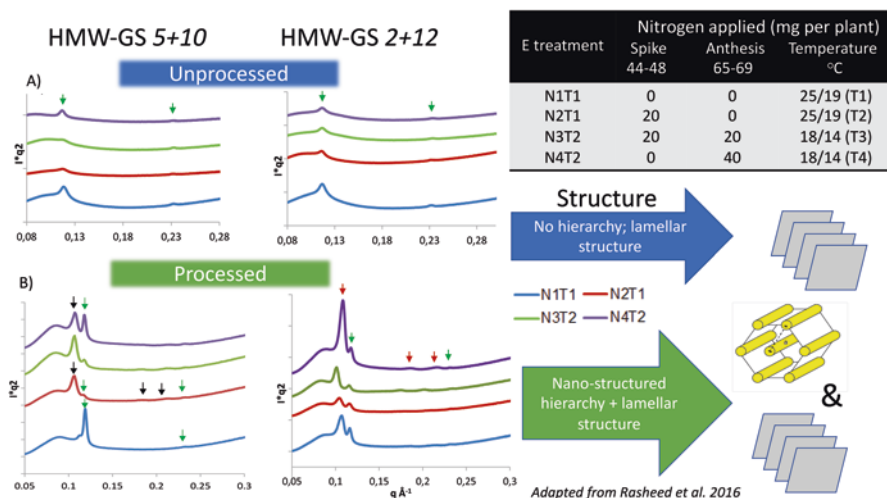 HMW-GS 5+10
HMW-GS 2+12
Unprocessed
A)
I*q2
0,08 0,13 0,18 0,23 0,28
I*q2
0,08 0,13 0,18 0,23 0,28
Processed
B)
I*q2
0.05 0.1 0.15 0.2 0.25 0.3
I*q2
0,05 0,1 0,15 0,2 0,25 0,3
q Å-1
E treatment
Nitrogen applied (mg per plant)
Spike Anthesis Temperature
44-48 65-69 °C
N1T1 0 0 25/19 (T1)
N2T1 20 0 25/19 (T2)
N3T2 20 20 18/14 (T3)
N4T2 0 40 18/14 (T4)
Structure
No hierarchy; lamellar
structure
N1T1 N2T1
N3T2 N4T2
Nano-structured
hierarchy + lamellar
structure
&
Adapted from Rasheed et al. 2016